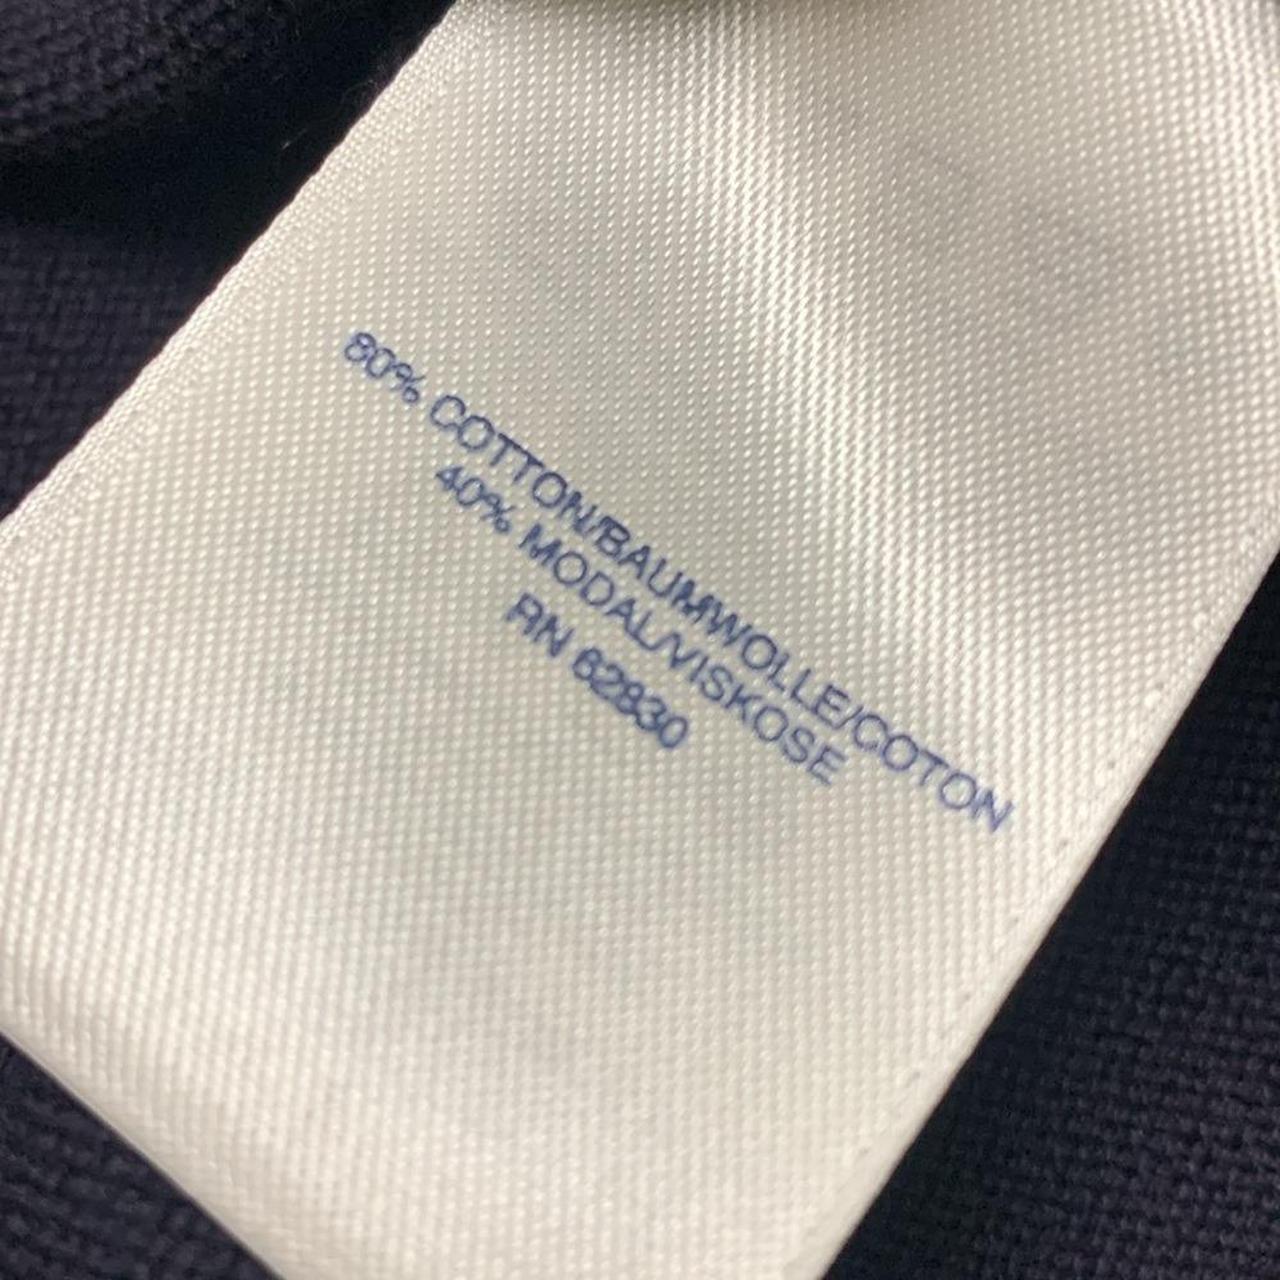 80% COTTON/BAUMWOLLE/COTON
40% MODAL/VISKOSE
RN 62830